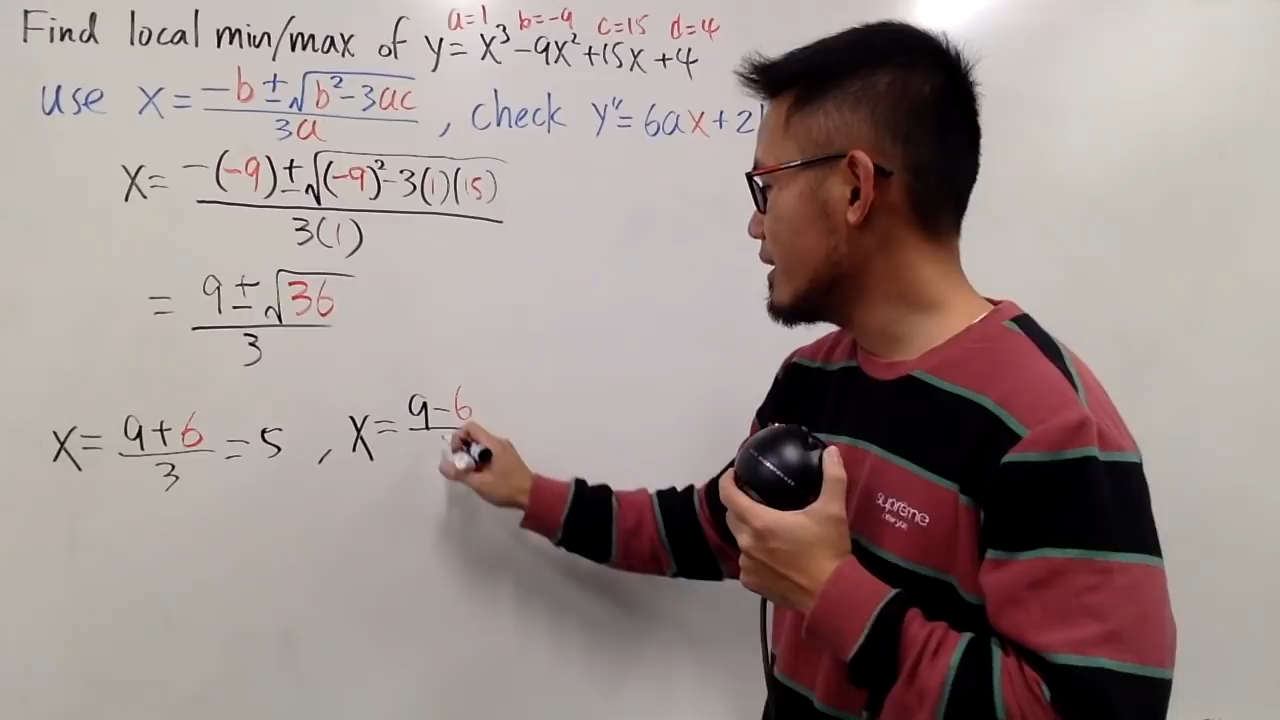 a=1 b=-9 c=15 d=4
Find local min/max of y=x³-9x²+15x+4
use x=(-b±√(b²-3ac))/(3a), check y"=6ax+2
x=(-(-9)±√((-9)²-3(1)(15)))/(3(1))
=(9±√36)/3
x=(9+6)/3=5, x=(9-6)/
supreme